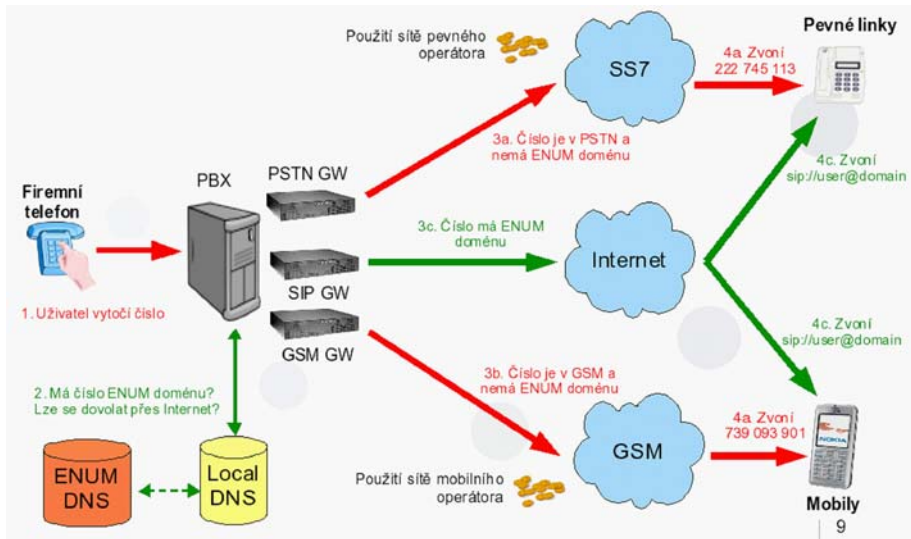 Použití sítě pevného
operátora
SS7
4a. Zvoní
222 745 113
Pevné linky
3a. Číslo je v PSTN a
nemá ENUM doménu
PSTN GW
PBX
Firemní
telefon
3c. Číslo má ENUM
doménu
Internet
4c. Zvoní
sip://user@domain
SIP GW
1. Uživatel vytočí číslo
GSM GW
4c. Zvoní
sip://user@domain
3b. Číslo je v GSM a
nemá ENUM doménu
2. Má číslo ENUM doménu?
Lze se dovolat přes Internet?
GSM
4a. Zvoní
739 093 901
NOKIA
ENUM
DNS
Local
DNS
Použití sítě mobilního
operátora
Mobily
9